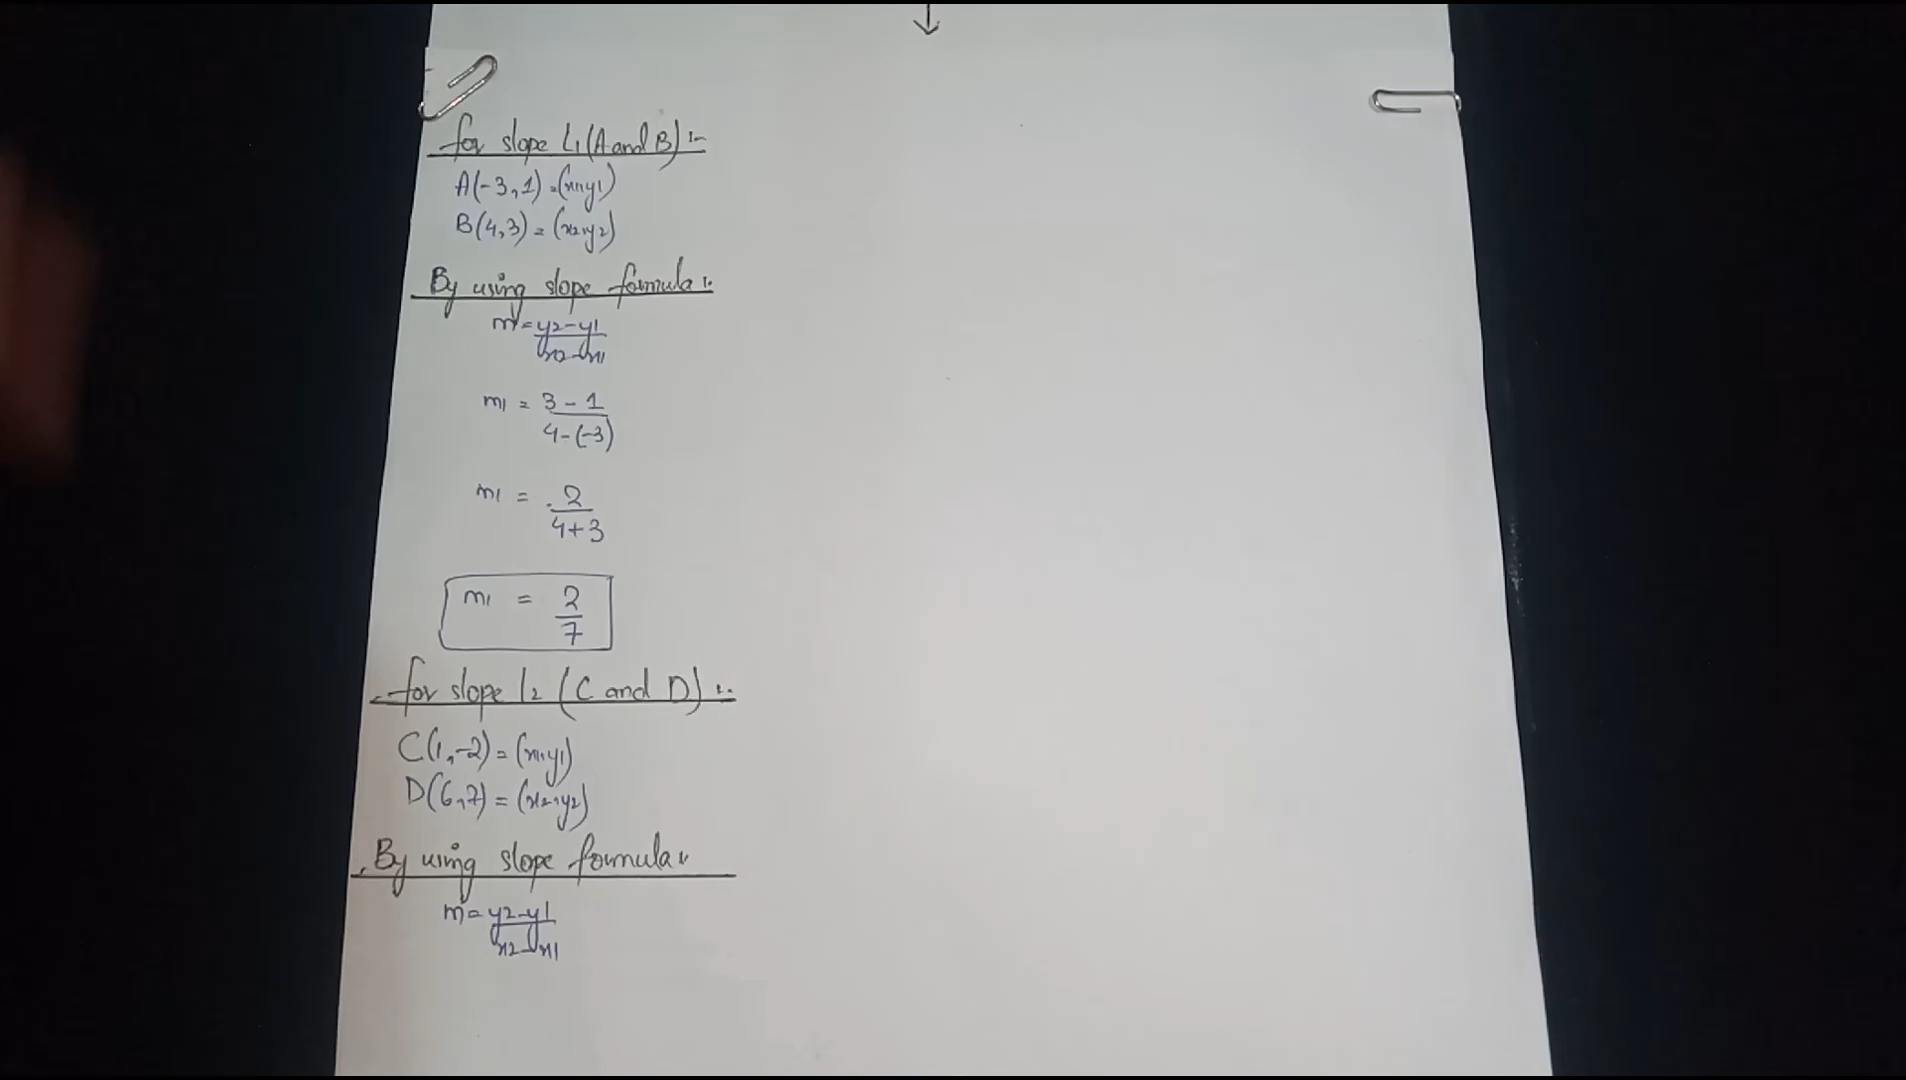 for slope L1 (A and B) :-
A(-3,1) = (x1,y1)
B(4,3) = (x2,y2)
By using slope formula :-
m = y2-y1
x2-x1
m1 = 3 - 1
4-(-3)
m1 = 2
4+3
m1 = 2
7
for slope l2 (C and D) :-
C(1,-2) = (x1,y1)
D(6,7) = (x2,y2)
By using slope formula :-
m = y2-y1
x2-x1